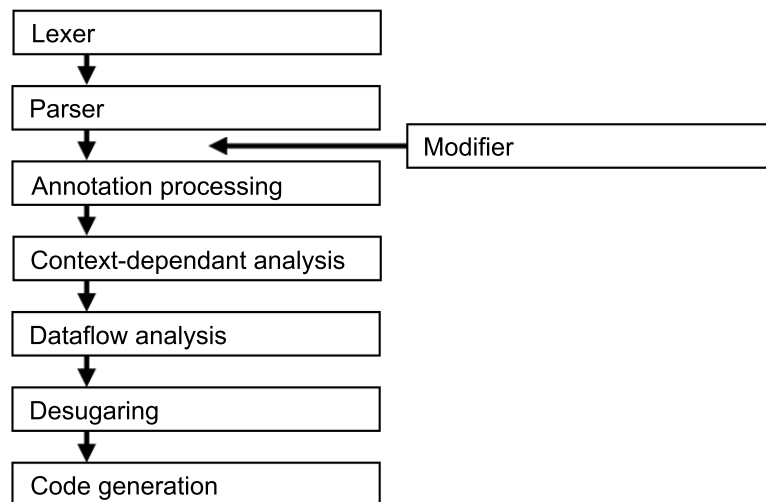 Lexer
Parser
Modifier
Annotation processing
Context-dependant analysis
Dataflow analysis
Desugaring
Code generation